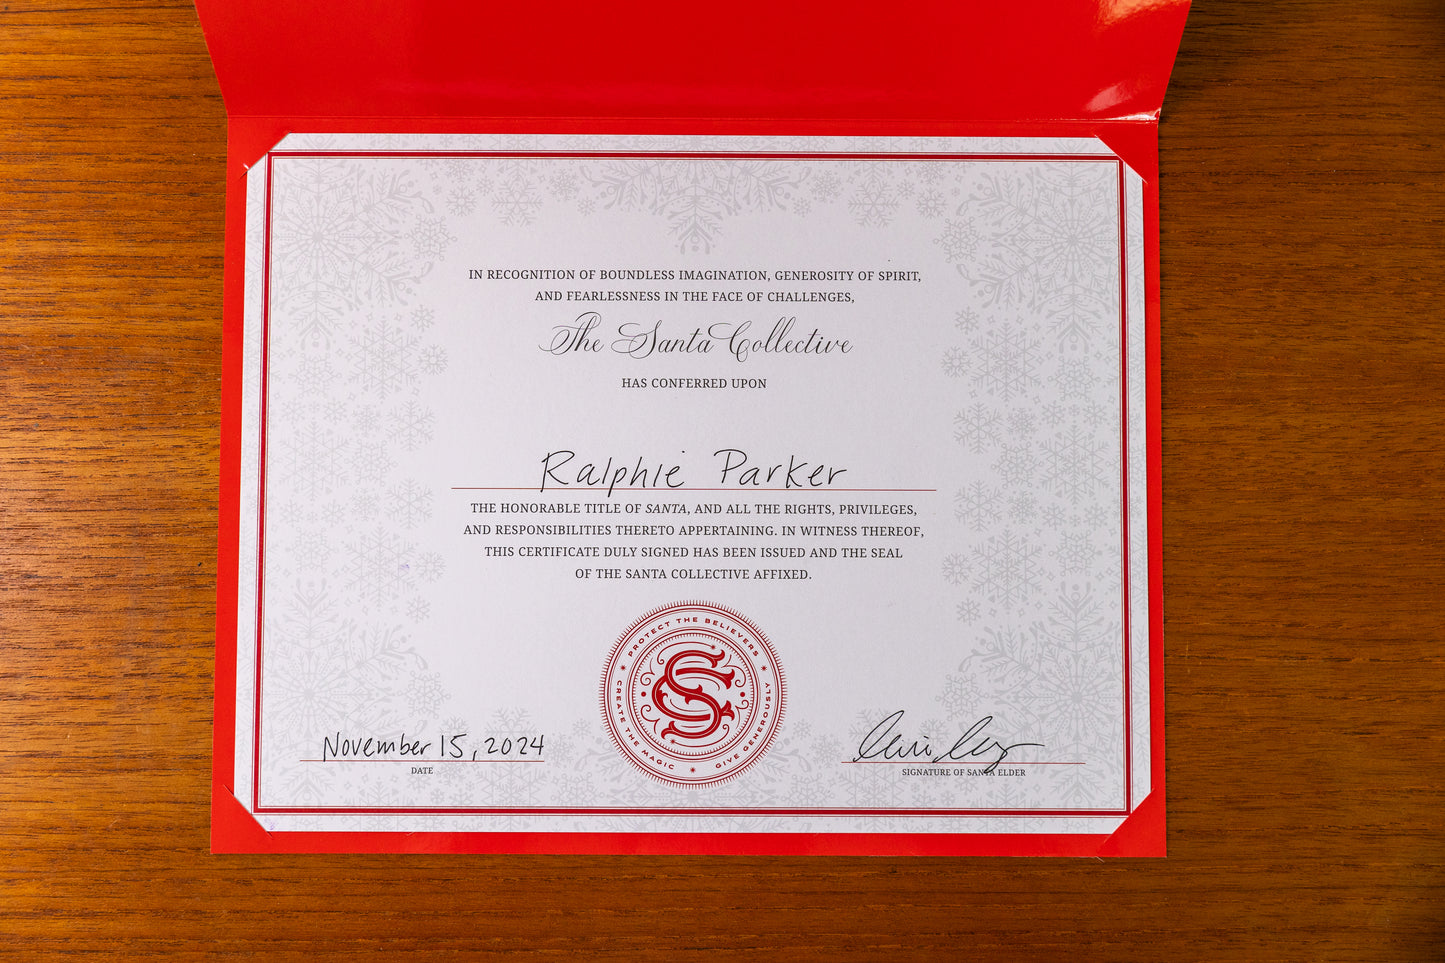 IN RECOGNITION OF BOUNDLESS IMAGINATION, GENEROSITY OF SPIRIT,
AND FEARLESSNESS IN THE FACE OF CHALLENGES,
The Santa Collective
HAS CONFERRED UPON
Ralphie Parker
THE HONORABLE TITLE OF SANTA, AND ALL THE RIGHTS, PRIVILEGES,
AND RESPONSIBILITIES THERETO APPERTAINING. IN WITNESS THEREOF,
THIS CERTIFICATE DULY SIGNED HAS BEEN ISSUED AND THE SEAL
OF THE SANTA COLLECTIVE AFFIXED.
PROTECT THE BELIEVERS
GIVE GENEROUSLY
CREATE THE MAGIC
SC
November 15, 2024
DATE
SIGNATURE OF SANTA ELDER